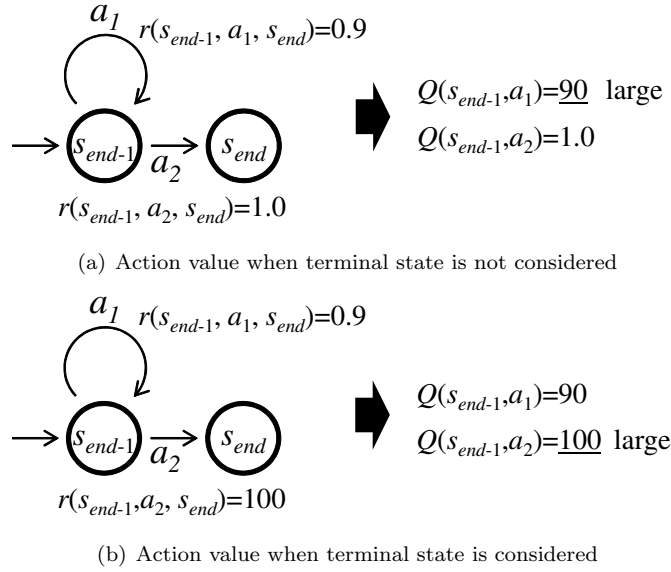 a1
r(send-1, a1, send)=0.9
Q(send-1,a1)=90 large
send-1
send
Q(send-1,a2)=1.0
a2
r(send-1, a2, send)=1.0
(a) Action value when terminal state is not considered
a1
r(send-1, a1, send)=0.9
Q(send-1,a1)=90
send-1
send
Q(send-1,a2)=100 large
a2
r(send-1,a2, send)=100
(b) Action value when terminal state is considered